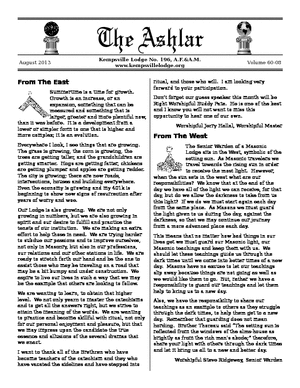 The Ashlar
Kempsville Lodge No. 196, A.F.&A.M.
August 2013 www.kempsvillelodge.org Volume 60-08
From The East
Summertime is a time for growth.
Growth is an increase, of an
expansion, something that can be
measured and something that is
larger, greater and more plentiful now,
than it was before. It is a development from a
lower or simpler form to one that is higher and
more complex; it is an evolution.
Everywhere I look, I see things that are growing.
The grass is growing, the corn is growing, the
trees are getting taller, and the grandchildren are
getting smarter. Hogs are getting fatter, chickens
are getting plumper and apples are getting redder.
The city is growing; there are new roads,
intersections, houses and businesses everywhere.
Even the economy is growing and My 401k is
beginning to show new signs of resurrection after
years of worry and woe.
Our Lodge is also growing. We are not only
growing in numbers, but we are also growing in
spirit and our desire to fulfill and practice the
tenets of our institution. We are making an extra
effort to help those in need. We are trying harder
to subdue our passions and to improve ourselves,
not only in Masonry, but also in our professions,
our relations and our other stations in life. We are
ready to stretch forth our hand and be the one to
assist those who may be traveling on a road that
may be a bit bumpy and under construction. We
aspire to live our lives in such a way that we may
be the example that others are looking to follow.
We are wanting to learn, to obtain that higher
level. We not only yearn to master the catechisms
and to get all the answers right, but we strive to
attain the Meaning of the words. We are wanting
to practice and become skillful with ritual, not only
for our personal enjoyment and pleasure, but that
we may impress upon the candidate the true
essence and allusions of the several dramas that
we enact.
I want to thank all of the Brothers who have
become teachers of the catechism and they who
have vacated the sidelines and have stepped into
ritual, and those who will. I am looking very
forward to your participation.
Don't forget our guess speaker this month will be
Right Worshipful Buddy Pate. He is one of the best
and I know you will not want to miss this
opportunity to hear one of our own.
Worshipful Jerry Hallal, Worshipful Master
From The West
The Senior Warden of a Masonic
Lodge sits in the West, symbolic of the
setting sun. As Masonic travelers we
travel towards the rising sun in order
to receive the most light. However,
when the sun sets in the west what are our
responsibilities? We know that at the end of the
day we have all of the light we can receive, for that
day, but do we allow the darkness to take from us
this light? If we do we must start again each day
from the same place. As Masons we must guard
the light given to us during the day, against the
darkness, so that we may continue our journey
from a more advanced place each day.
This means that no Matter how bad things in our
lives get we must guard our Masonic light, our
Masonic teachings and keep them with us. We
should let these teachings guide us through the
dark times until we come into better times of a new
day. Masons have no excuse to let our teachings
slip away because things are not going as well as
we would like them to go. But, rather we have a
responsibility to guard our teachings and let them
help to bring us to a new day.
Also, we have the responsibility to share our
teachings as an example to others as they struggle
through the dark times, to help them get to a new
day. Remember that guarding does not mean
hording. Brother Thoreau said "The setting sun is
reflected from the windows of the alms house as
brightly as from the rich man's abode;" therefore,
share your light with others through the dark times
and let it bring us all to a new and better day.
Worshipful Steve Ridgeway, Senior Warden